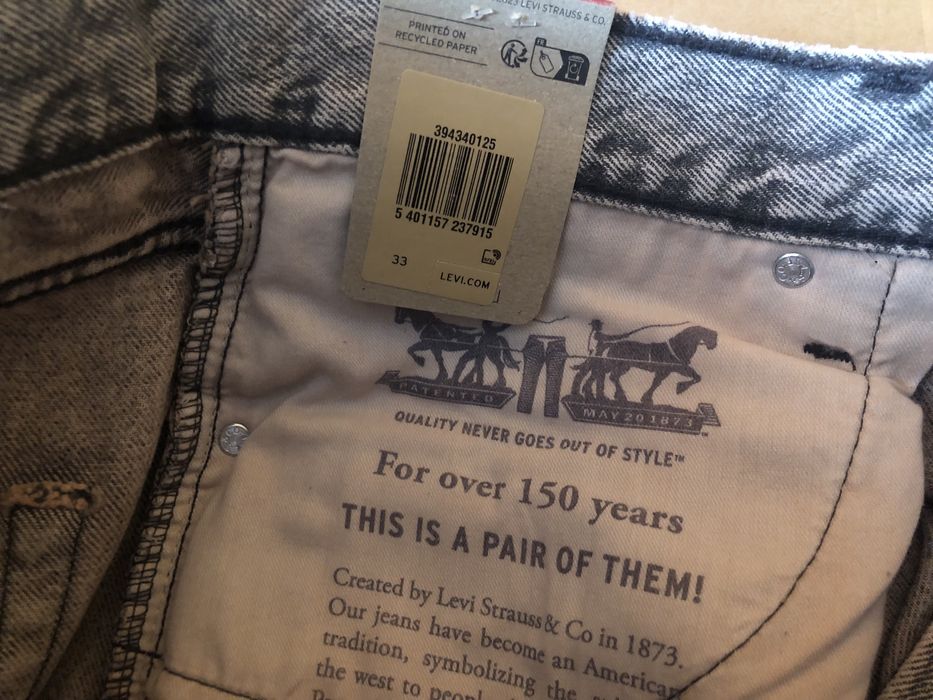 2023 LEVI STRAUSS & CO.
PRINTED ON
RECYCLED PAPER
FR
394340125
5 401157 237915
33
LEVI.COM
PATENTED
MAY 20 1873
QUALITY NEVER GOES OUT OF STYLE™
For over 150 years
THIS IS A PAIR OF THEM!
Created by Levi Strauss & Co in 1873.
Our jeans have become an American
tradition, symbolizing the
the west to people